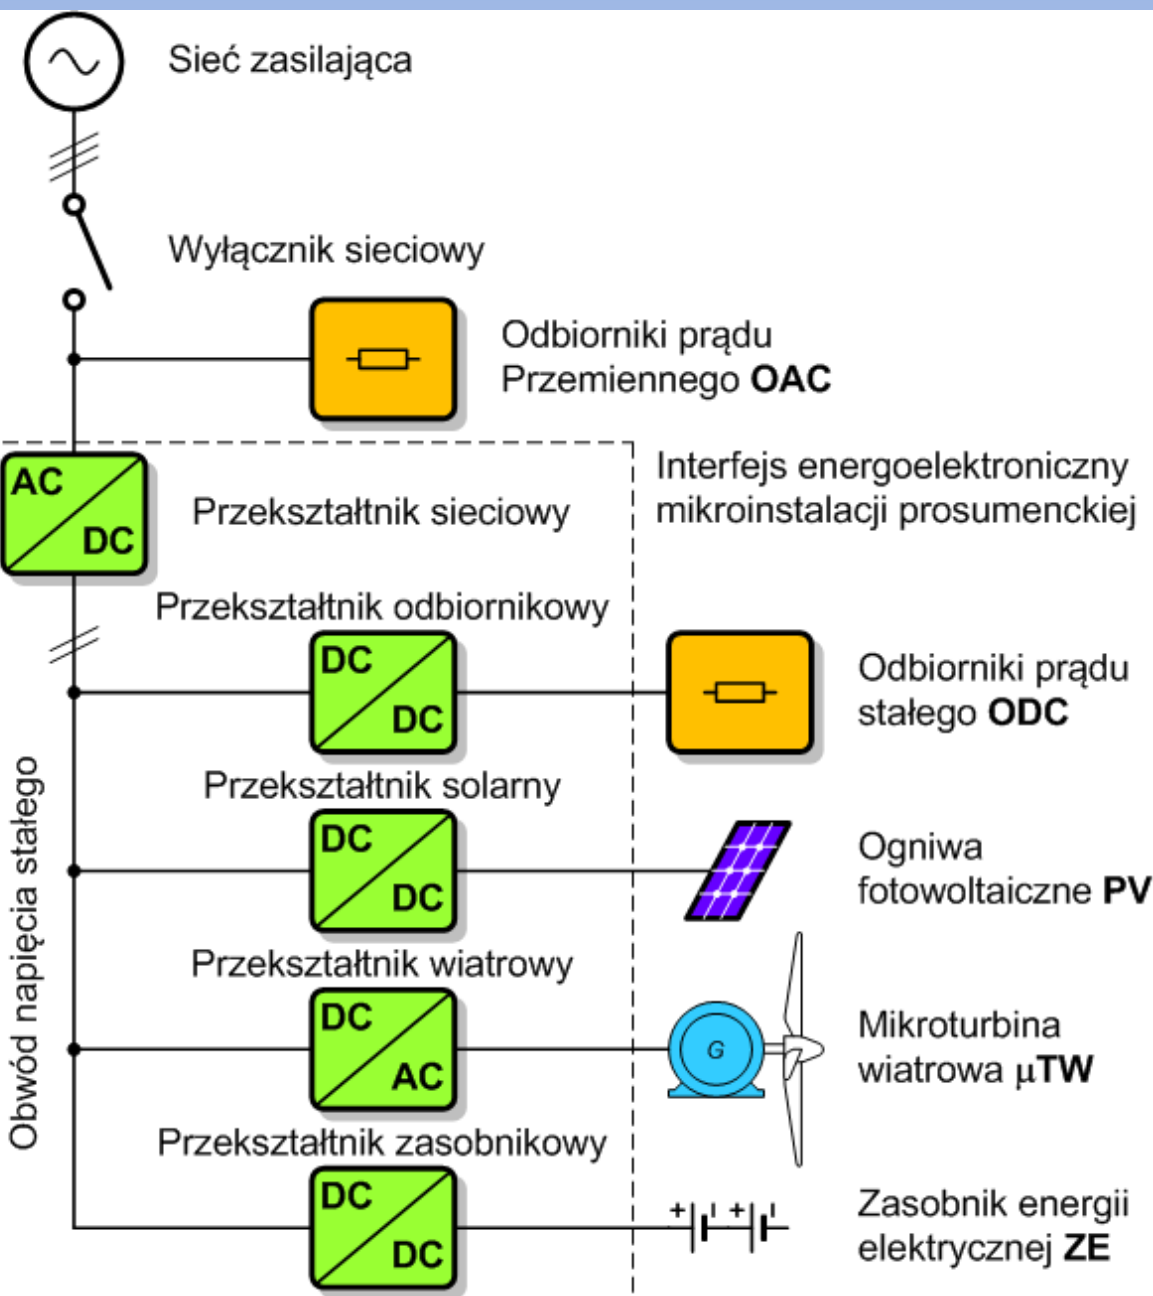 Sieć zasilająca
Wyłącznik sieciowy
Odbiorniki prądu
Przemiennego OAC
AC
DC
Przekształtnik sieciowy
Interfejs energoelektroniczny
mikroinstalacji prosumenckiej
Przekształtnik odbiornikowy
DC
DC
Odbiorniki prądu
stałego ODC
Obwód napięcia stałego
Przekształtnik solarny
DC
DC
Ogniwa
fotowoltaiczne PV
Przekształtnik wiatrowy
DC
AC
G
Mikroturbina
wiatrowa μTW
Przekształtnik zasobnikowy
DC
DC
+ +
Zasobnik energii
elektrycznej ZE